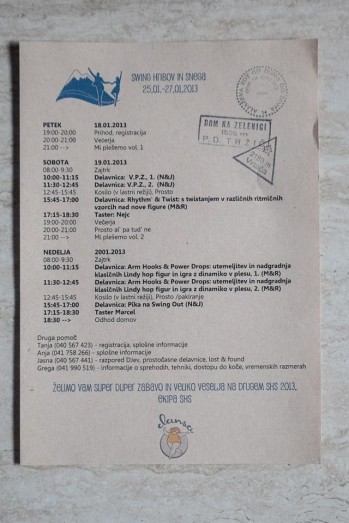 SWING HRIBOV IN SNEGA
25.01.-27.01.2013
DOM NA ZELENICI
1536 m
P.D. TRŽIČ
PETEK 18.01.2013
19:00-20:00 Prihod, registracija
20:00-21:00 Večerja
21:00 --> Mi plešemo vol. 1
SOBOTA 19.01.2013
08:00-9:30 Zajtrk
10:00-11:15 Delavnica: V.P.Z., 1. (N&J)
11:30-12:45 Delavnica: V.P.Z., 2. (N&J)
12:45-15:45 Kosilo (v lastni režiji), Prosto
15:45-17:00 Delavnica: Rhythm' & Twist: s twistanjem v različnih ritmičnih
vzorcih nad nove figure (M&R)
17:15-18:30 Taster: Nejc
19:00-20:00 Večerja
20:00-21:00 Prosto al' pa tud' ne
21:00 --> Mi plešemo vol. 2
NEDELJA 2001.2013
08:00-9:30 Zajtrk
10:00-11:15 Delavnica: Arm Hooks & Power Drops: utemeljitev in nadgradnja
klasičnih Lindy hop figur in igra z dinamiko v plesu, 1. (M&R)
11:30-12:45 Delavnica: Arm Hooks & Power Drops: utemeljitev in nadgradnja
klasičnih Lindy hop figur in igra z dinamiko v plesu, 2. (M&R)
12:45-15:45 Kosilo (v lastni režiji), Prosto /pakiranje
15:45-17:00 Delavnica: Pika na Swing Out (N&J)
17:15-18:30 Taster Marcel
18:30 --> Odhod domov
Druga pomoč
Tanja (040 567 423) - registracija, splošne informacije
Anja (041 758 266) - splošne informacije
Jasna (040 567 441) - razpored DJev, prostočasne delavnice, lost & found
Grega (041 990 519) - informacije o sprehodih, tehniki, dostopu do koče, vremenskih razmerah
ŽELIMO VAM SUPER DUPER ZABAVO IN VELIKO VESELJA NA DRUGEM SHS 2013,
EKIPA SHS